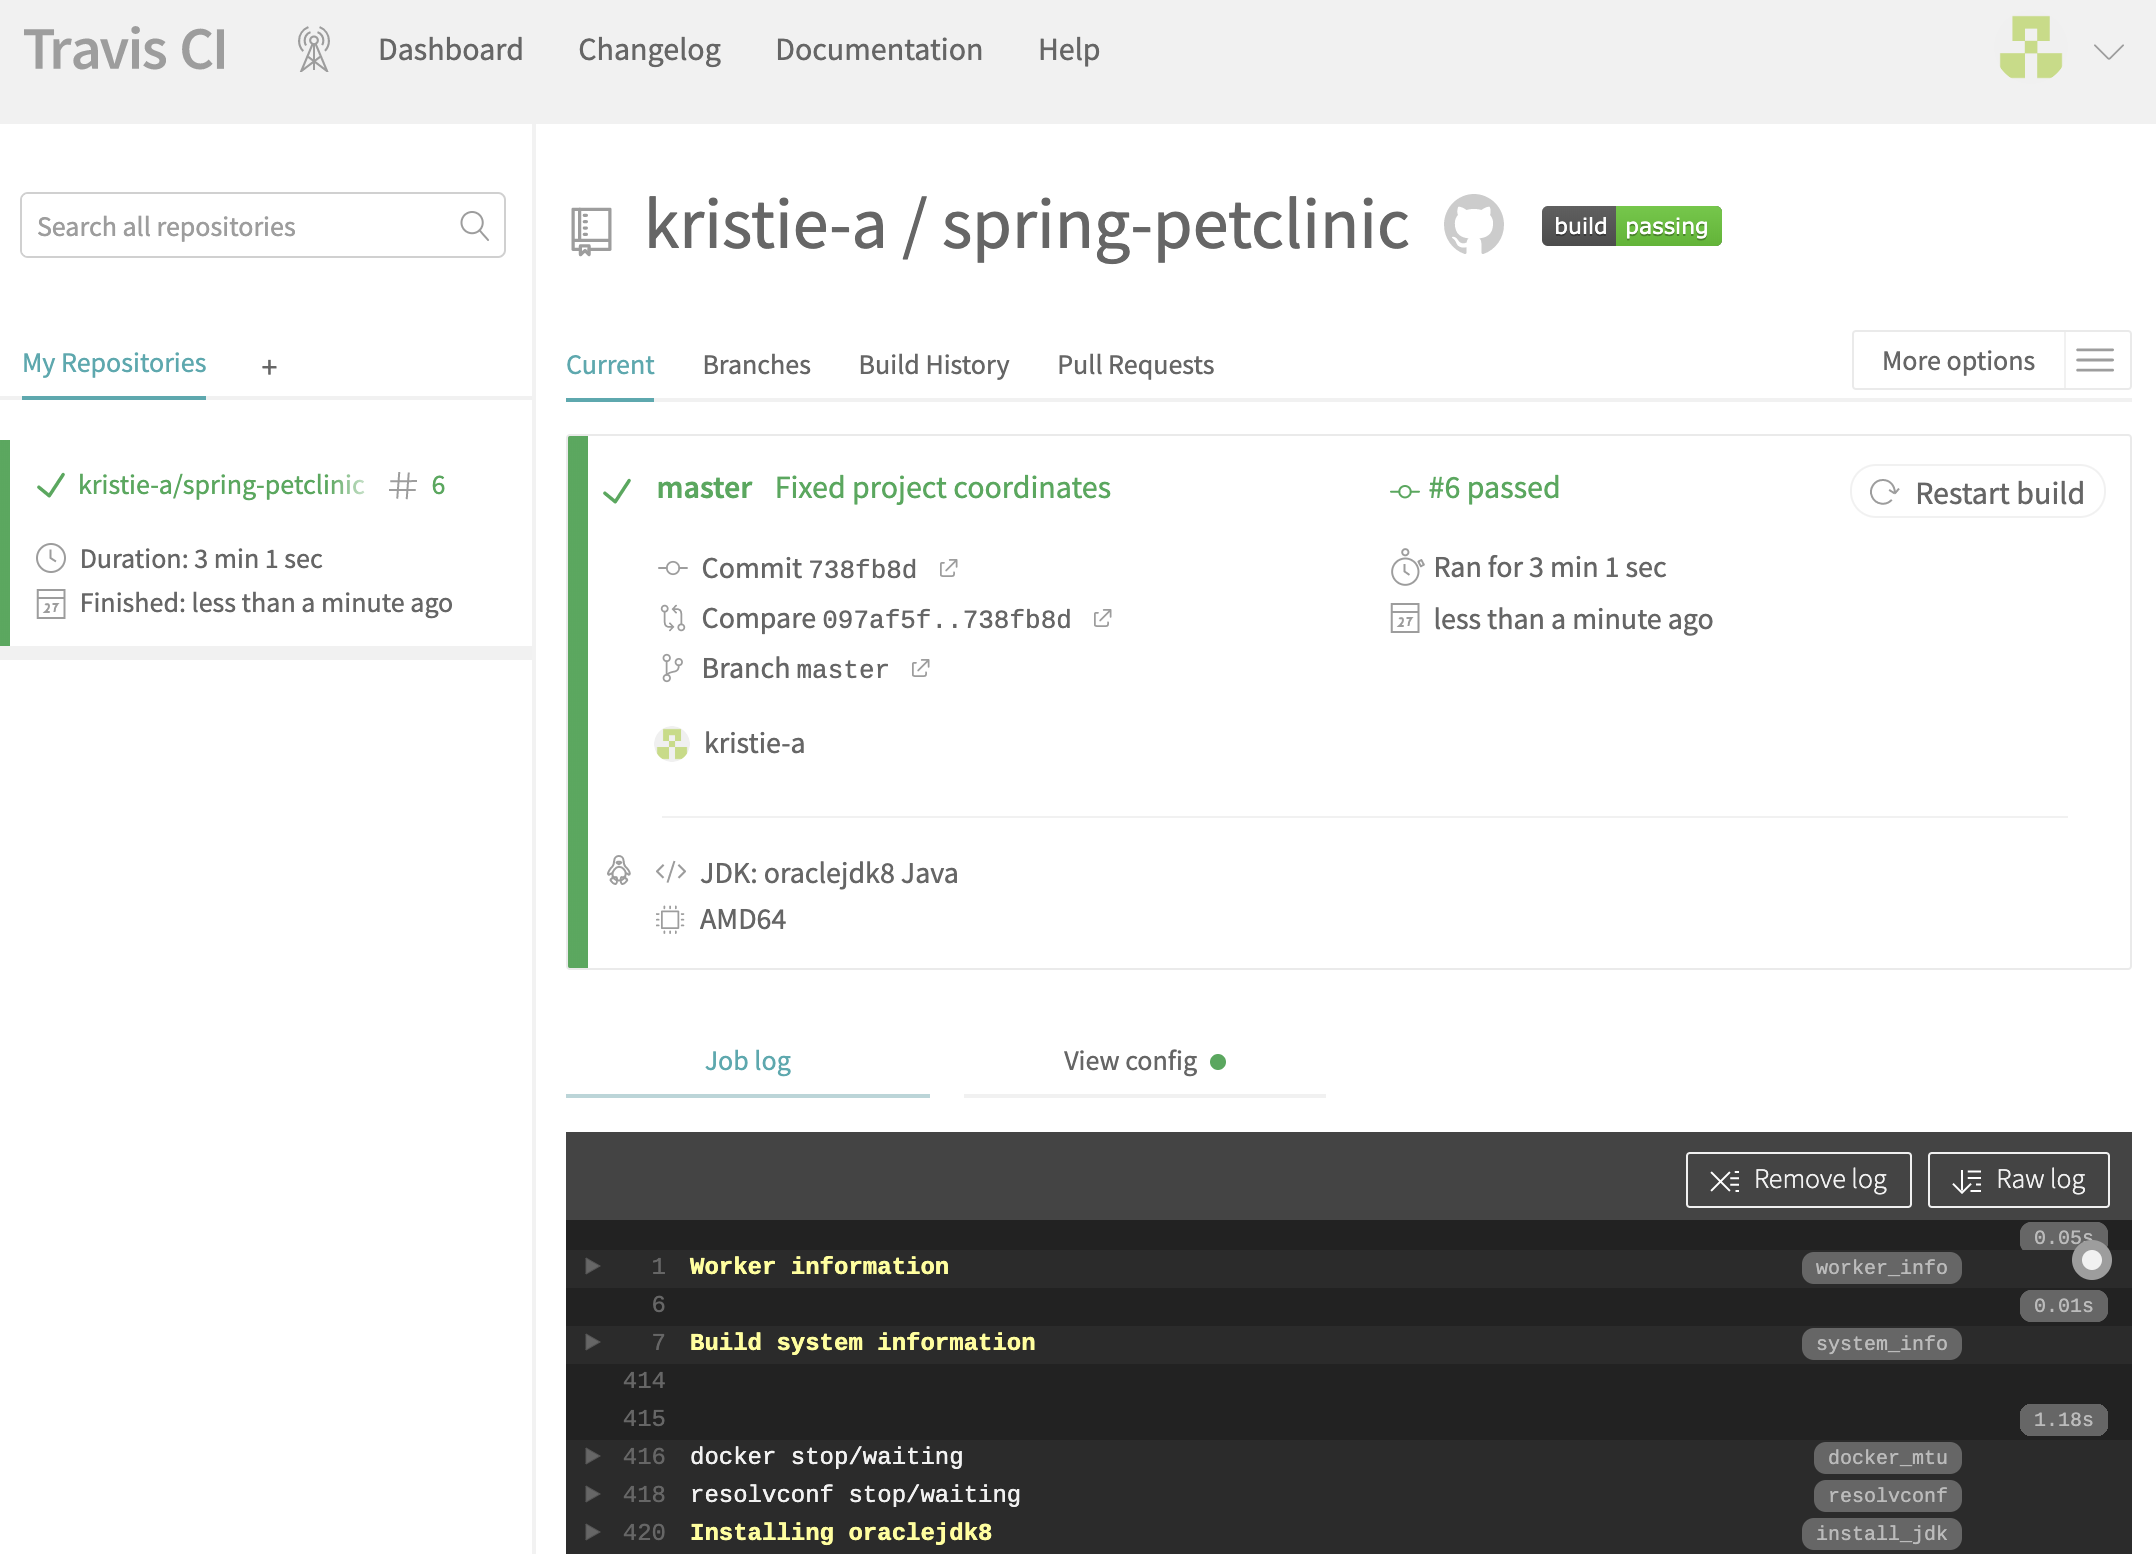 Travis CI
Dashboard Changelog Documentation Help
Search all repositories
My Repositories +
kristie-a/spring-petclinic # 6
Duration: 3 min 1 sec
27 Finished: less than a minute ago
kristie-a / spring-petclinic build passing
Current Branches Build History Pull Requests More options
master Fixed project coordinates #6 passed Restart build
Commit 738fb8d Ran for 3 min 1 sec
Compare 097af5f..738fb8d 27 less than a minute ago
Branch master
kristie-a
</> JDK: oraclejdk8 Java
AMD64
Job log View config
Remove log Raw log
0.05s
1 Worker information worker_info
6 0.01s
7 Build system information system_info
414
415 1.18s
416 docker stop/waiting docker_mtu
418 resolvconf stop/waiting resolvconf
420 Installing oraclejdk8 install_jdk